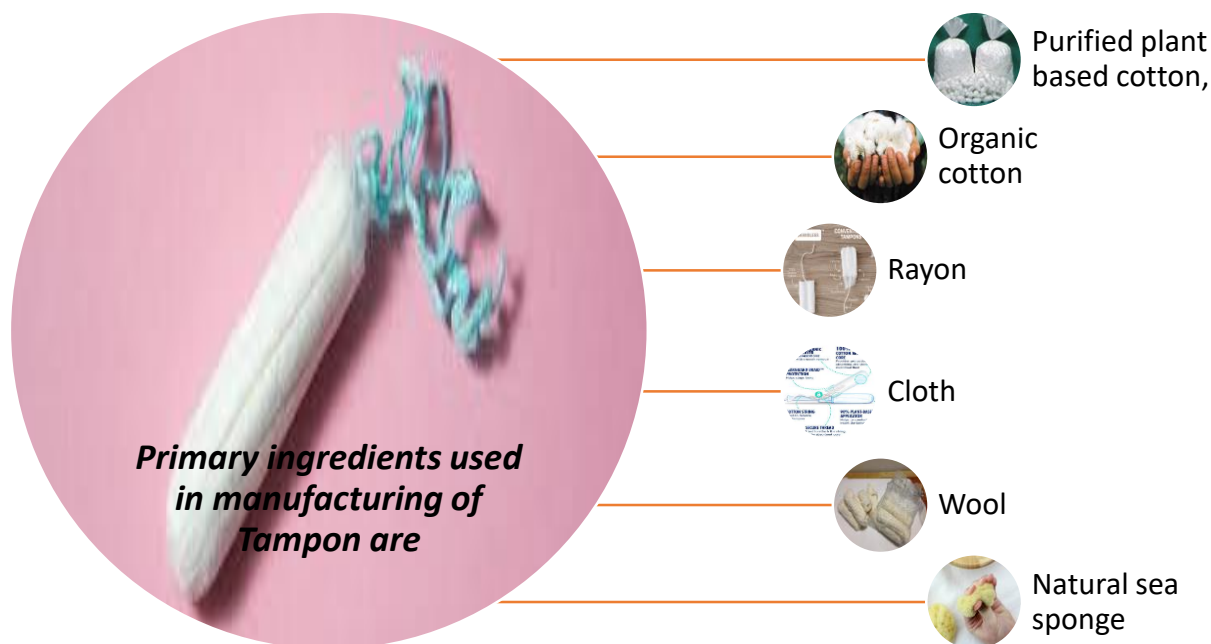 Purified plant
based cotton,
Organic
cotton
Rayon
Cloth
Primary ingredients used
in manufacturing of
Tampon are
Wool
Natural sea
sponge